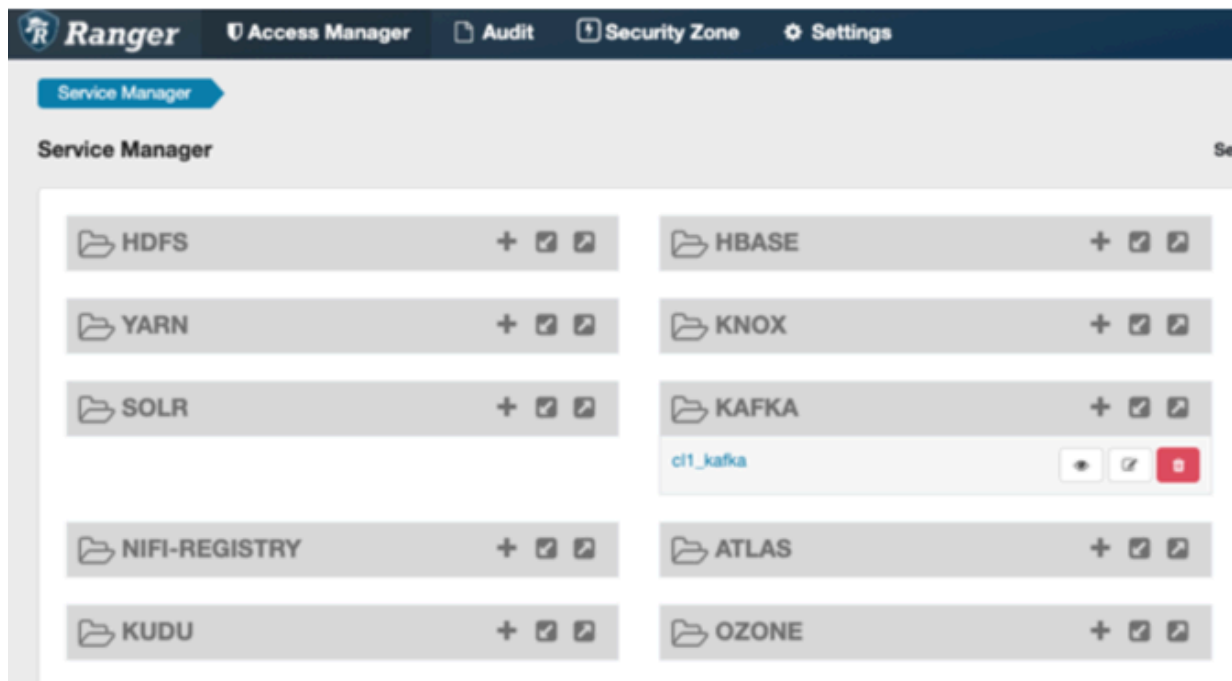 Ranger Access Manager Audit Security Zone Settings
Service Manager
Service Manager Se
HDFS HBASE
YARN KNOX
SOLR KAFKA
cl1_kafka
NIFI-REGISTRY ATLAS
KUDU OZONE